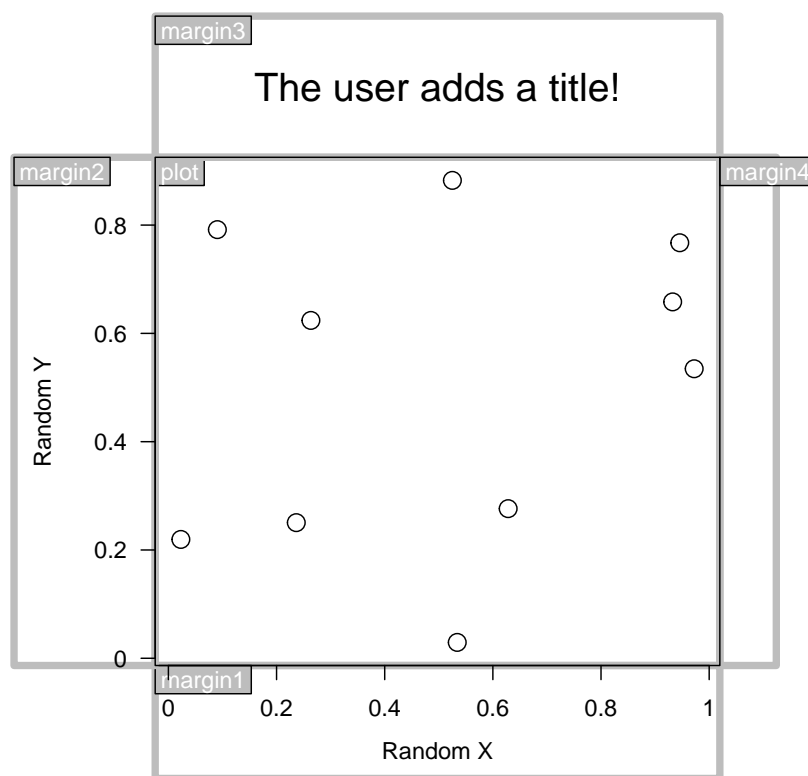 margin3
The user adds a title!
margin2
plot
margin4
0.8
0.6
0.4
0.2
0
Random Y
margin1
0 0.2 0.4 0.6 0.8 1
Random X